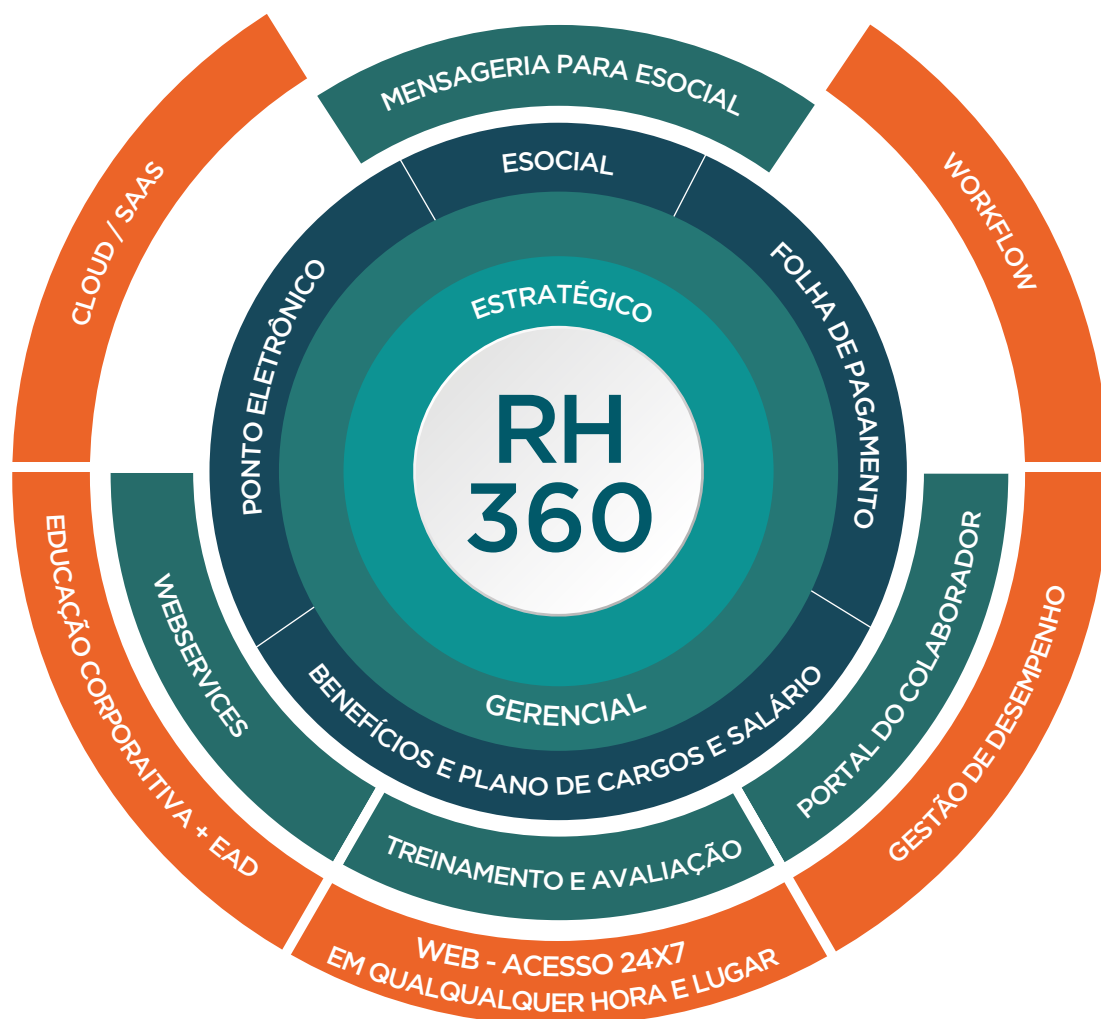 MENSAGERIA PARA ESOCIAL
CLOUD / SAAS
WORKFLOW
ESOCIAL
PONTO ELETRÔNICO
FOLHA DE PAGAMENTO
ESTRATÉGICO
RH
360
GERENCIAL
BENEFÍCIOS E PLANO DE CARGOS E SALÁRIO
WEBSERVICES
PORTAL DO COLABORADOR
TREINAMENTO E AVALIAÇÃO
EDUCAÇÃO CORPORAITIVA + EAD
GESTÃO DE DESEMPENHO
WEB - ACESSO 24X7
EM QUALQUALQUER HORA E LUGAR